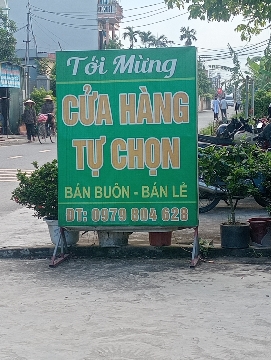 Tới Mừng
CỬA HÀNG
TỰ CHỌN
BÁN BUÔN - BÁN LẺ
ĐT: 0979 804 628